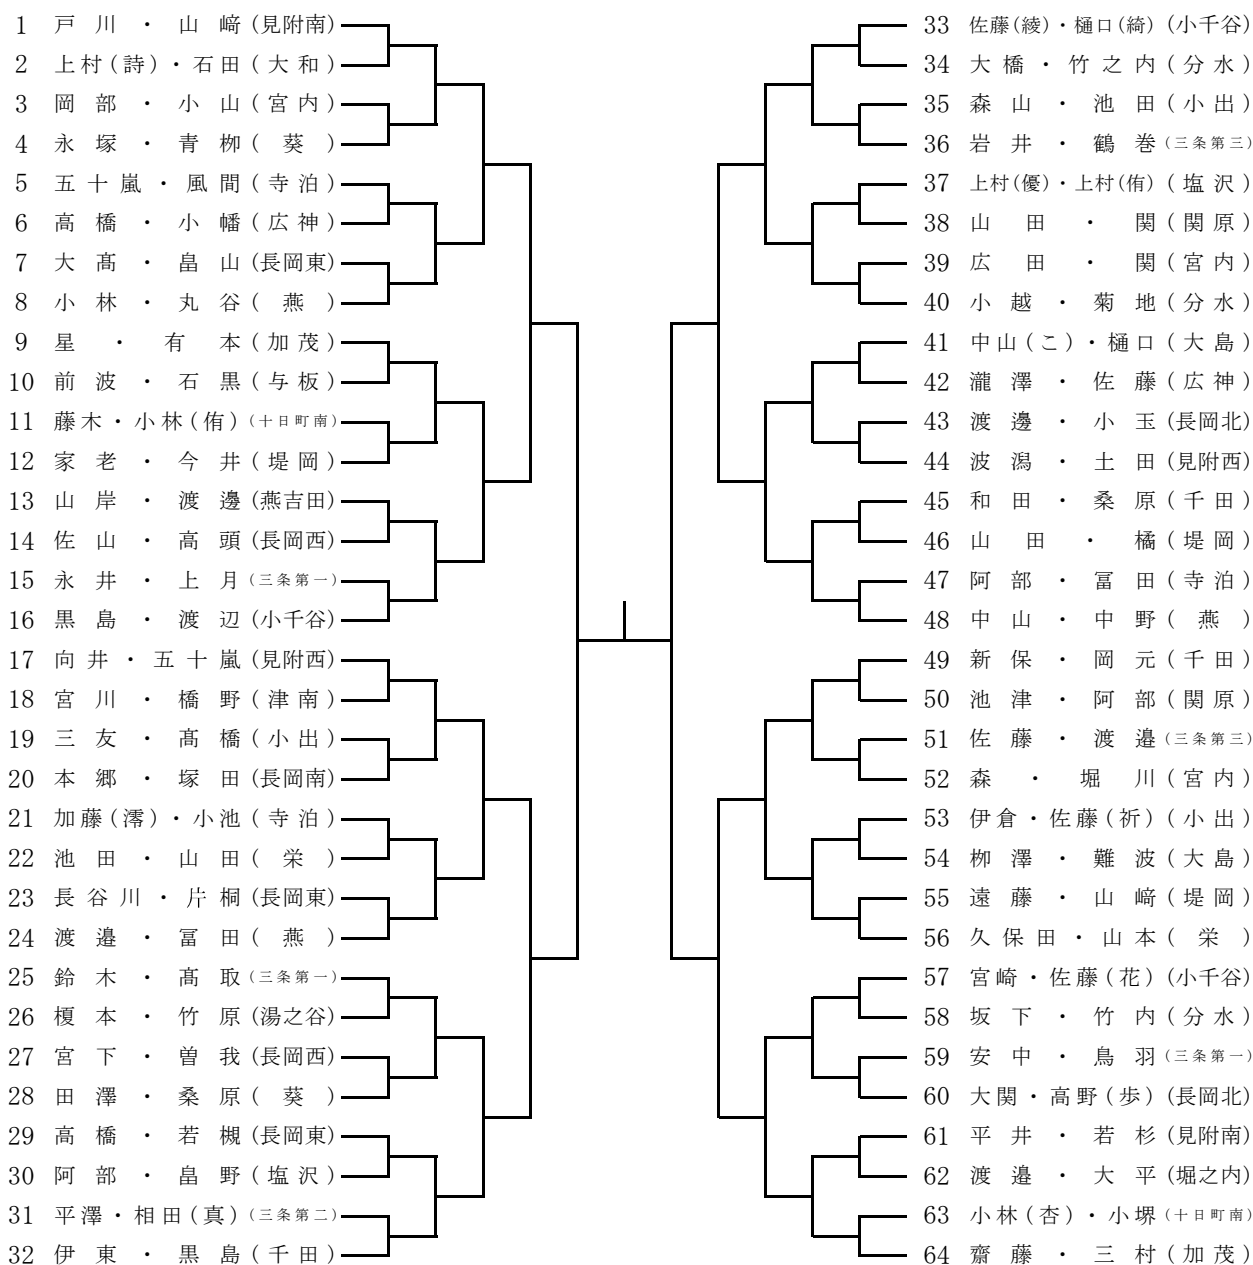 1 戸川・山﨑(見附南)
2 上村(詩)・石田(大和)
3 岡部・小山(宮内)
4 永塚・青栁(葵)
5 五十嵐・風間(寺泊)
6 高橋・小幡(広神)
7 大髙・畠山(長岡東)
8 小林・丸谷(燕)
9 星・有本(加茂)
10 前波・石黒(与板)
11 藤木・小林(侑)(十日町南)
12 家老・今井(堤岡)
13 山岸・渡邊(燕吉田)
14 佐山・高頭(長岡西)
15 永井・上月(三条第一)
16 黒島・渡辺(小千谷)
17 向井・五十嵐(見附西)
18 宮川・橋野(津南)
19 三友・髙橋(小出)
20 本郷・塚田(長岡南)
21 加藤(澪)・小池(寺泊)
22 池田・山田(栄)
23 長谷川・片桐(長岡東)
24 渡邉・冨田(燕)
25 鈴木・髙取(三条第一)
26 榎本・竹原(湯之谷)
27 宮下・曽我(長岡西)
28 田澤・桑原(葵)
29 高橋・若槻(長岡東)
30 阿部・畠野(塩沢)
31 平澤・相田(真)(三条第二)
32 伊東・黒島(千田)
33 佐藤(綾)・樋口(綺)(小千谷)
34 大橋・竹之内(分水)
35 森山・池田(小出)
36 岩井・鶴巻(三条第三)
37 上村(優)・上村(侑)(塩沢)
38 山田・関(関原)
39 広田・関(宮内)
40 小越・菊地(分水)
41 中山(こ)・樋口(大島)
42 瀧澤・佐藤(広神)
43 渡邊・小玉(長岡北)
44 波潟・土田(見附西)
45 和田・桑原(千田)
46 山田・橘(堤岡)
47 阿部・冨田(寺泊)
48 中山・中野(燕)
49 新保・岡元(千田)
50 池津・阿部(関原)
51 佐藤・渡邉(三条第三)
52 森・堀川(宮内)
53 伊倉・佐藤(祈)(小出)
54 栁澤・難波(大島)
55 遠藤・山﨑(堤岡)
56 久保田・山本(栄)
57 宮崎・佐藤(花)(小千谷)
58 坂下・竹内(分水)
59 安中・鳥羽(三条第一)
60 大関・高野(歩)(長岡北)
61 平井・若杉(見附南)
62 渡邉・大平(堀之内)
63 小林(杏)・小堺(十日町南)
64 齋藤・三村(加茂)